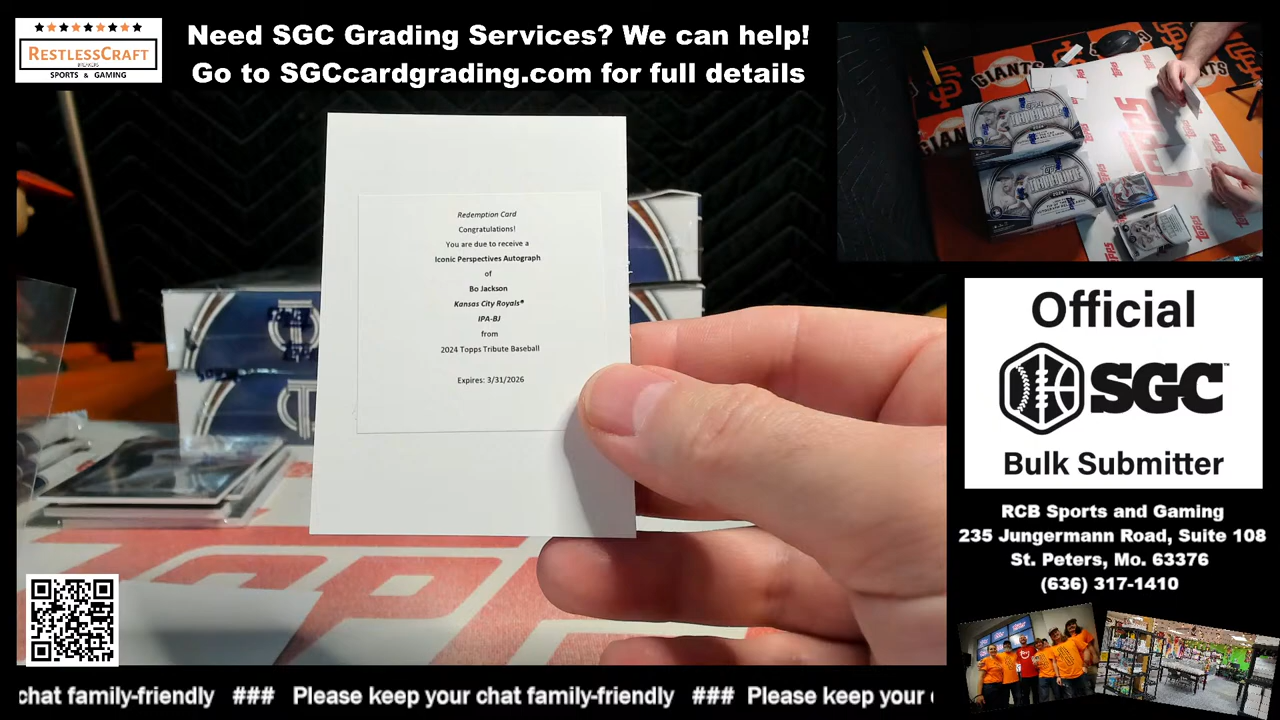 RESTLESSCRAFT
BREAKERS
SPORTS & GAMING
Need SGC Grading Services? We can help!
Go to SGCcardgrading.com for full details
GIANTS
Redemption Card
Congratulations!
You are due to receive a
Iconic Perspectives Autograph
of
Bo Jackson
Kansas City Royals®
IPA-BJ
from
2024 Topps Tribute Baseball
Expires: 3/31/2026
Topps
Official
SGC™
Bulk Submitter
RCB Sports and Gaming
235 Jungermann Road, Suite 108
St. Peters, Mo. 63376
(636) 317-1410
chat family-friendly ### Please keep your chat family-friendly ### Please keep your